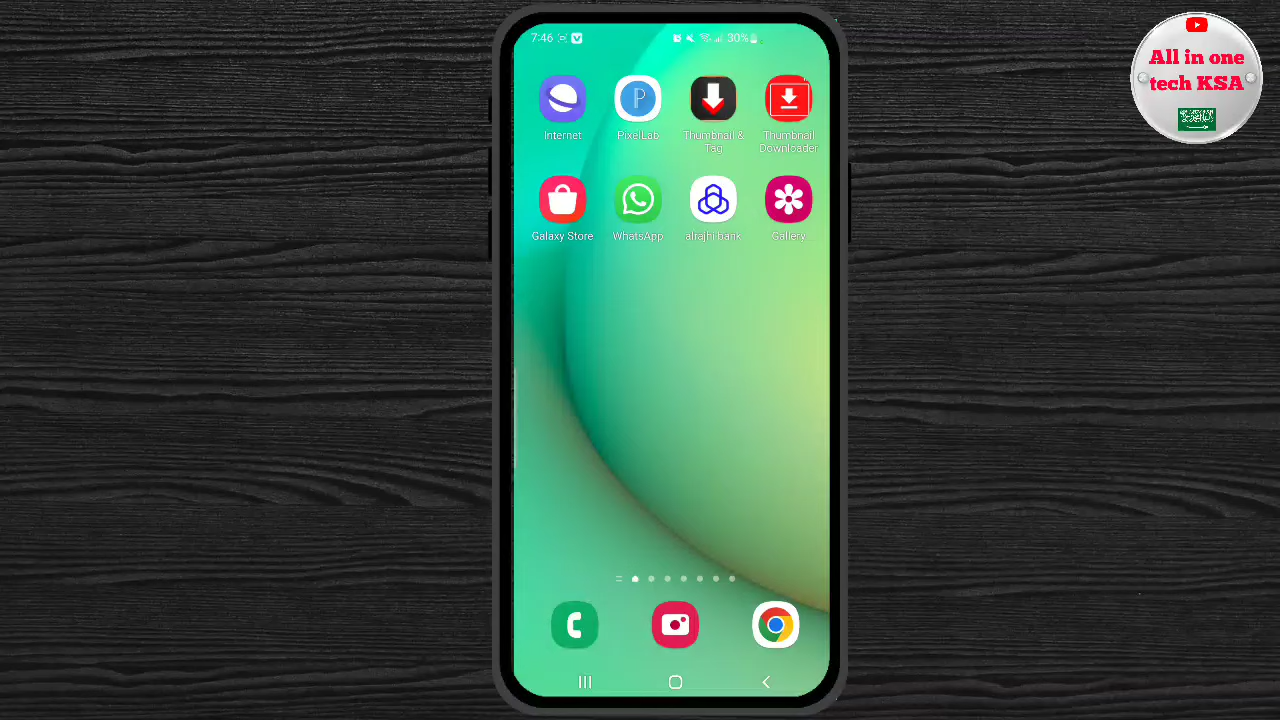 All in one
tech KSA
7:46
30%
Internet
PixelLab
Thumbnail &
Tag
Thumbnail
Downloader
Galaxy Store
WhatsApp
alrajhi bank
Gallery